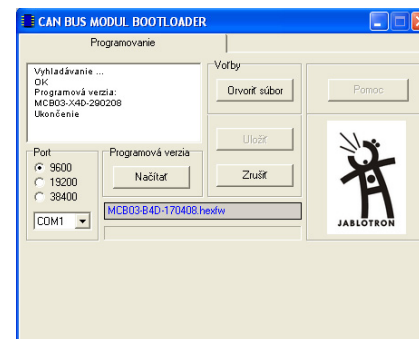 CAN BUS MODUL BOOTLOADER
Programovanie
Vyhladávanie ...
OK
Programová verzia:
MCB03-X4D-290208
Ukončenie
Voľby
Otvoriť súbor
Pomoc
Uložiť
Zrušiť
Port
9600
19200
38400
COM1
Programová verzia
Načítať
MCB03-B4D-170408.hexfw
JABLOTRON